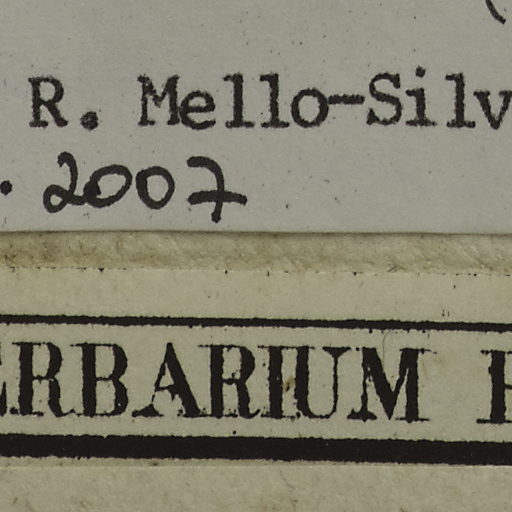 R. Mello-Silv
. 2007
ERBARIUM